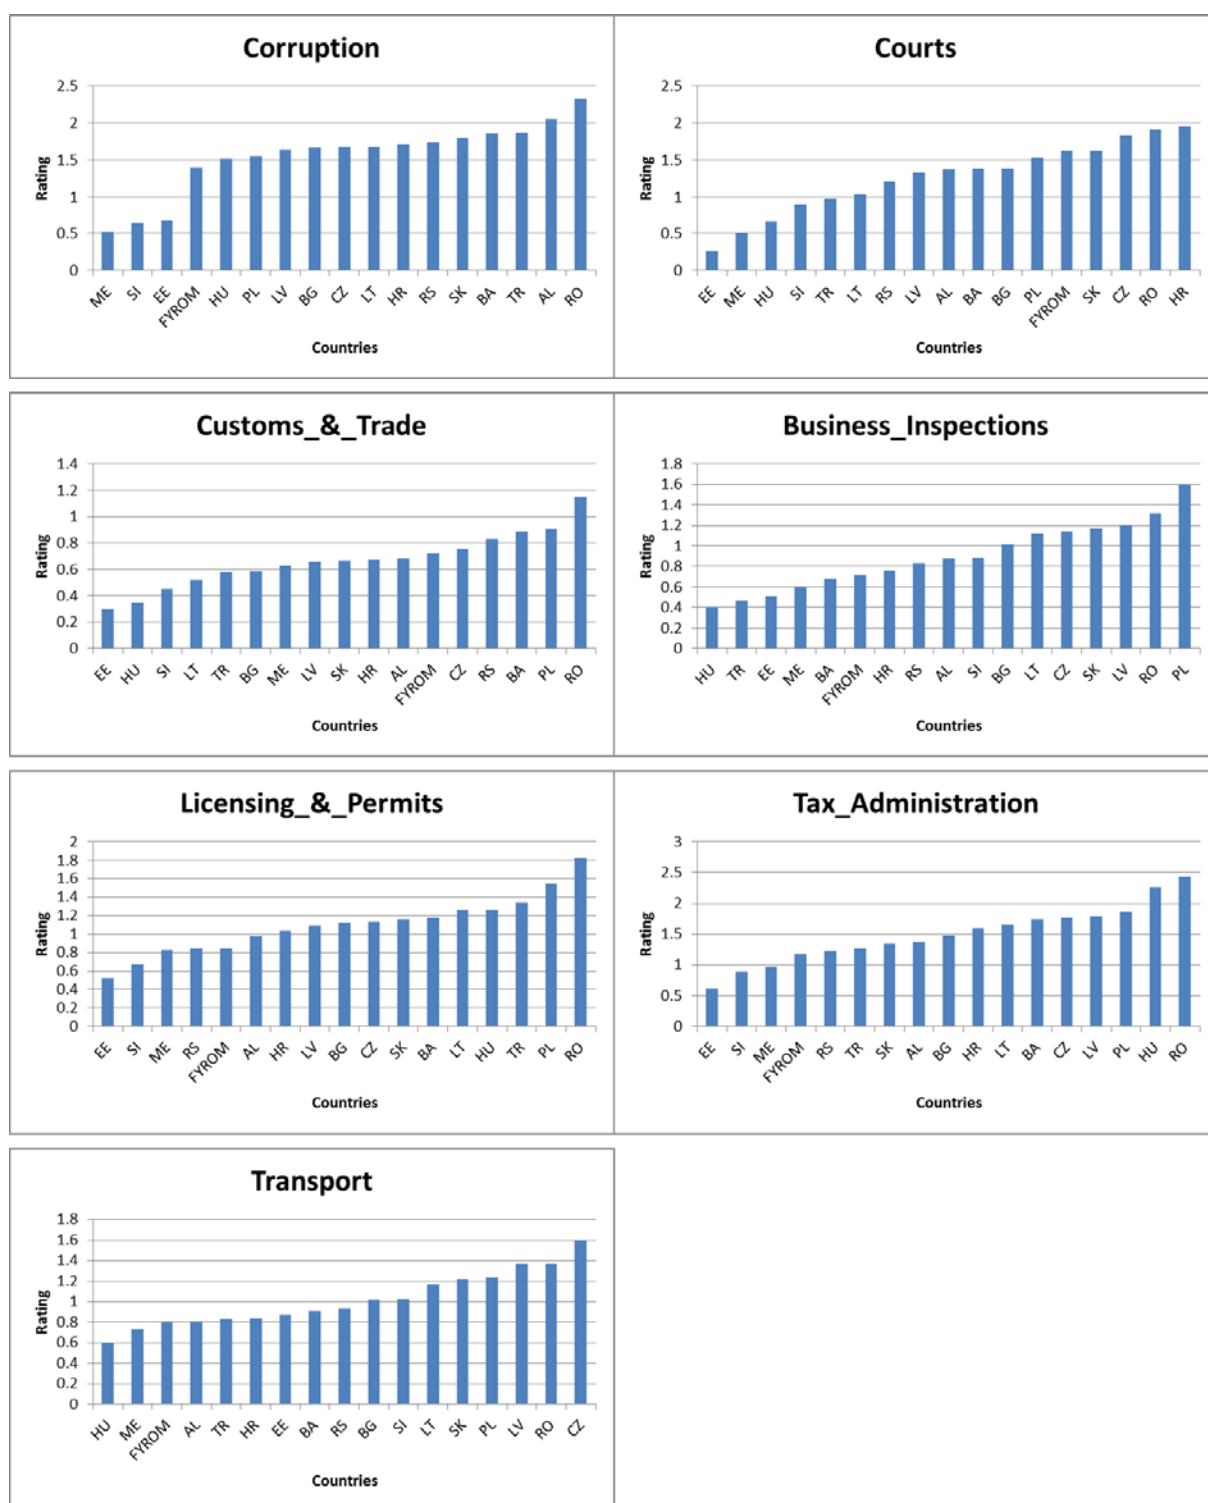 Corruption
Rating
2.5
2
1.5
1
0.5
0
ME SI EE FYROM HU PL LV BG CZ LT HR RS SK BA TR AL RO
Countries
Courts
Rating
2.5
2
1.5
1
0.5
0
EE ME HU SI TR LT RS LV AL BA BG PL FYROM SK CZ RO HR
Countries
Customs_&_Trade
Rating
1.4
1.2
1
0.8
0.6
0.4
0.2
0
EE HU SI LT TR BG ME LV SK HR AL FYROM CZ RS BA PL RO
Countries
Business_Inspections
Rating
1.8
1.6
1.4
1.2
1
0.8
0.6
0.4
0.2
0
HU TR EE ME BA FYROM HR RS AL SI BG LT CZ SK LV RO PL
Countries
Licensing_&_Permits
Rating
2
1.8
1.6
1.4
1.2
1
0.8
0.6
0.4
0.2
0
EE SI ME RS FYROM AL HR LV BG CZ SK BA LT HU TR PL RO
Countries
Tax_Administration
Rating
3
2.5
2
1.5
1
0.5
0
EE SI ME FYROM RS TR SK AL BG HR LT BA CZ LV PL HU RO
Countries
Transport
Rating
1.8
1.6
1.4
1.2
1
0.8
0.6
0.4
0.2
0
HU ME FYROM AL TR HR EE BA RS BG SI LT SK PL LV RO CZ
Countries